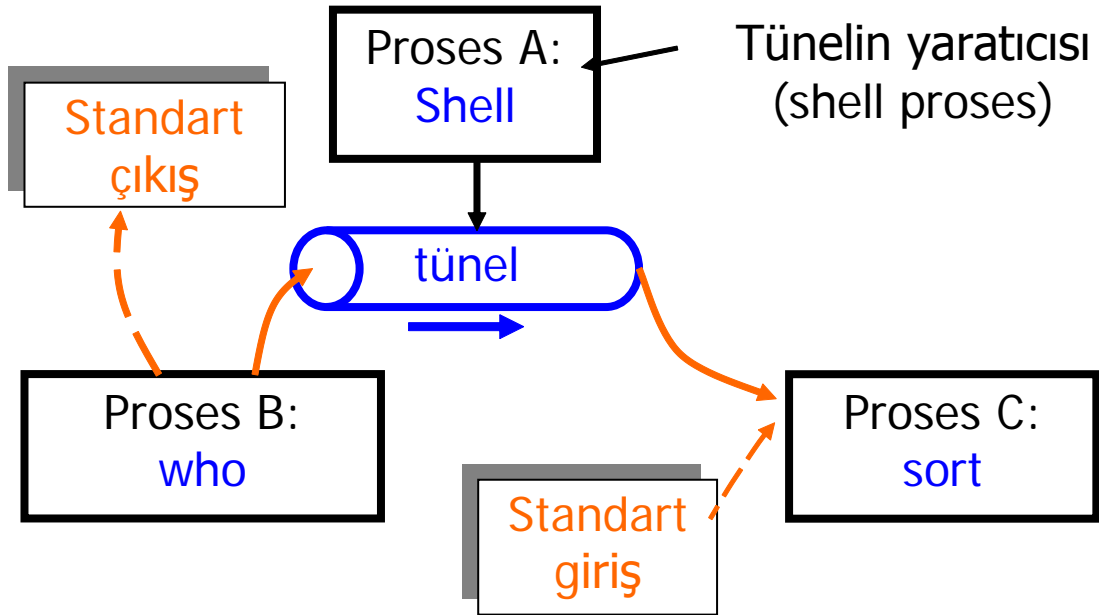 Proses A:
Shell
Tünelin yaratıcısı
(shell proses)
Standart
çıkış
tünel
Proses B:
who
Standart
giriş
Proses C:
sort